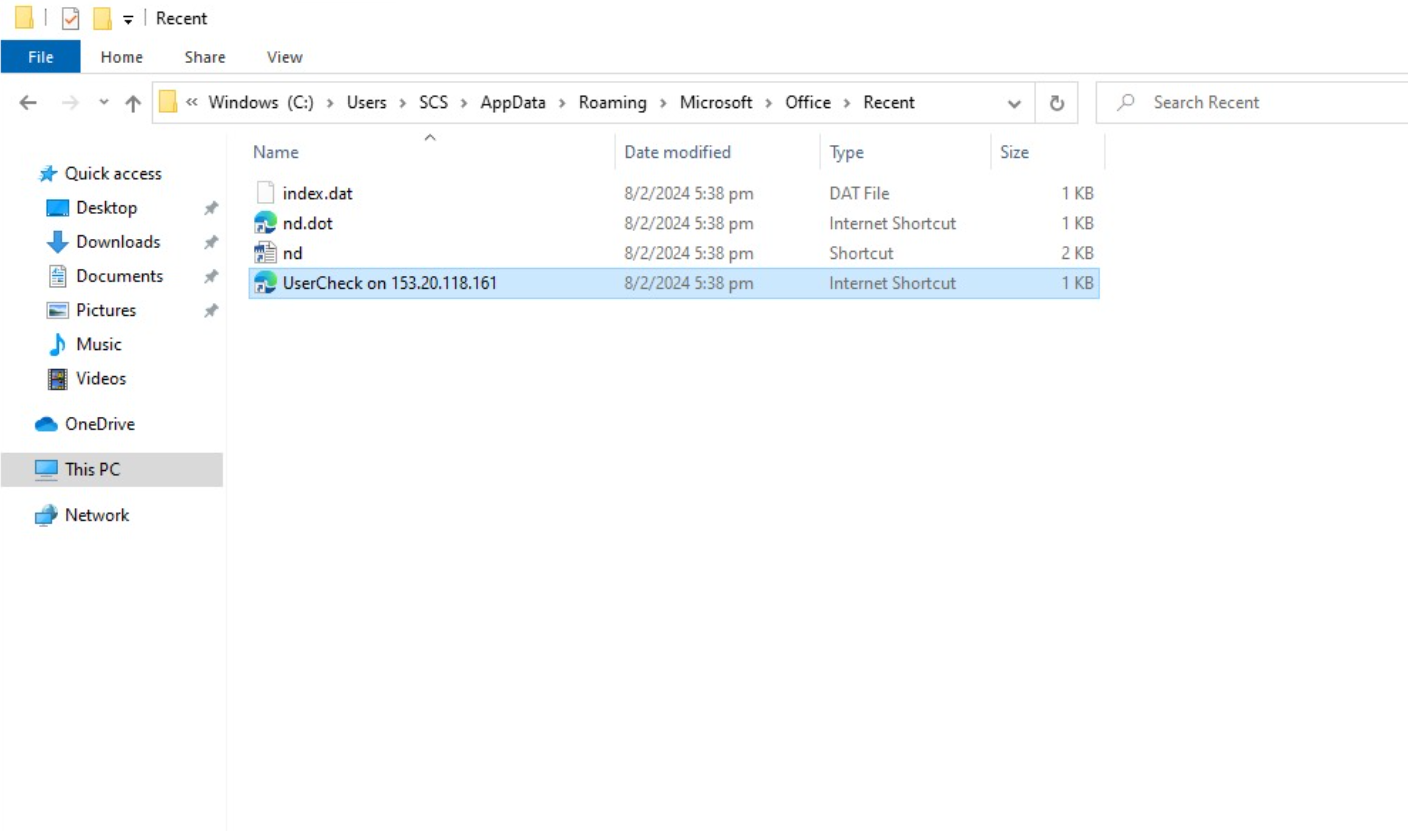 Recent
File Home Share View
« Windows (C:) › Users › SCS › AppData › Roaming › Microsoft › Office › Recent Search Recent
Name Date modified Type Size
Quick access
Desktop
Downloads
Documents
Pictures
Music
Videos
OneDrive
This PC
Network
index.dat 8/2/2024 5:38 pm DAT File 1 KB
nd.dot 8/2/2024 5:38 pm Internet Shortcut 1 KB
nd 8/2/2024 5:38 pm Shortcut 2 KB
UserCheck on 153.20.118.161 8/2/2024 5:38 pm Internet Shortcut 1 KB